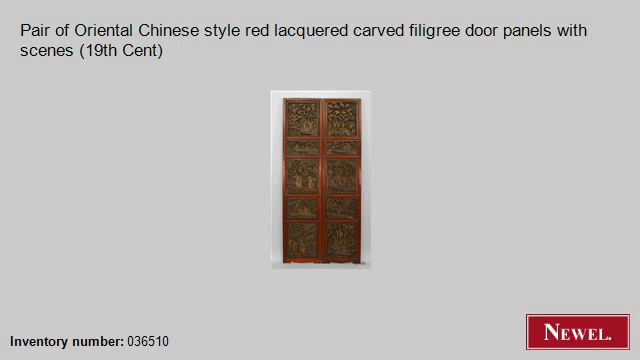 Pair of Oriental Chinese style red lacquered carved filigree door panels with
scenes (19th Cent)
Inventory number: 036510
NEWEL.